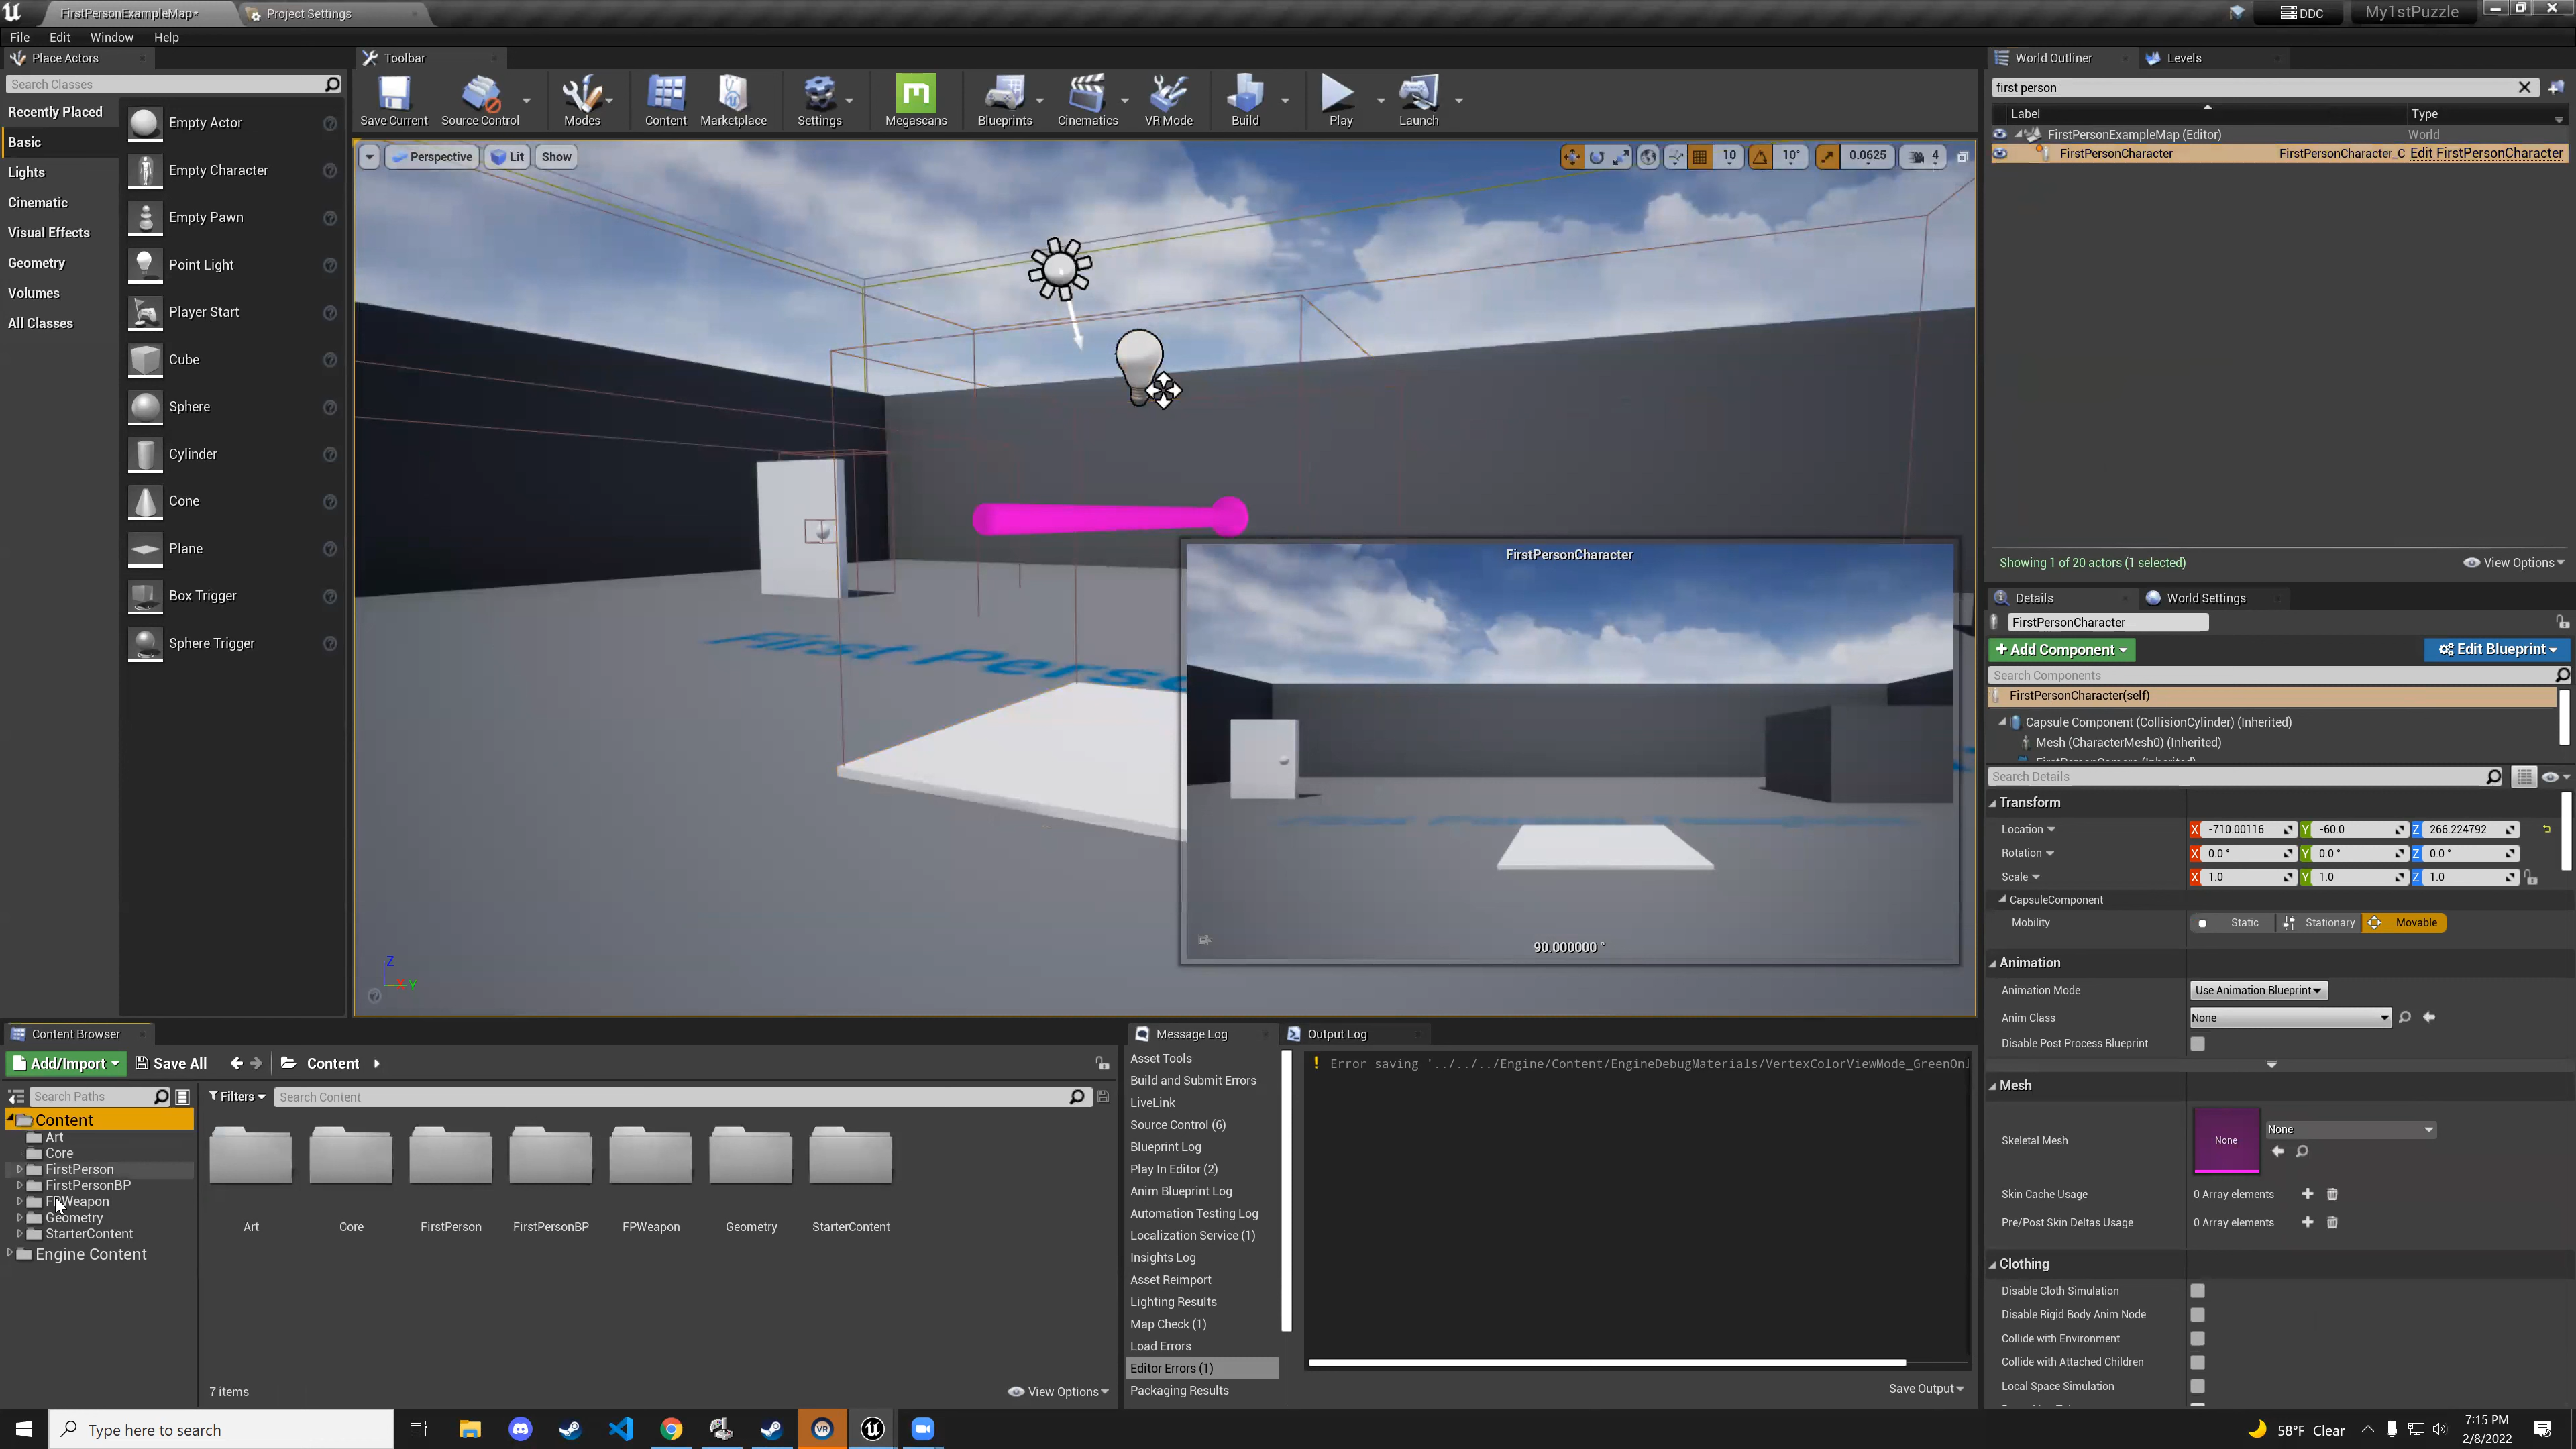 FirstPersonExampleMap*
Project Settings
DDC
My1stPuzzle
File Edit Window Help
Place Actors
Search Classes
Recently Placed
Basic
Lights
Cinematic
Visual Effects
Geometry
Volumes
All Classes
Empty Actor
Empty Character
Empty Pawn
Point Light
Player Start
Cube
Sphere
Cylinder
Cone
Plane
Box Trigger
Sphere Trigger
Toolbar
Save Current
Source Control
Modes
Content
Marketplace
Settings
Megascans
Blueprints
Cinematics
VR Mode
Build
Play
Launch
Perspective
Lit
Show
10
10°
0.0625
4
First Perso
FirstPersonCharacter
90.000000 °
Z
X Y
World Outliner
Levels
first person
Label
Type
FirstPersonExampleMap (Editor)
World
FirstPersonCharacter
FirstPersonCharacter_C
Edit FirstPersonCharacter
Showing 1 of 20 actors (1 selected)
View Options
Details
World Settings
FirstPersonCharacter
Add Component
Edit Blueprint
Search Components
FirstPersonCharacter(self)
Capsule Component (CollisionCylinder) (Inherited)
Mesh (CharacterMesh0) (Inherited)
FirstPersonCamera (Inherited)
Search Details
Transform
Location X -710.00116 Y -60.0 Z 266.224792
Rotation X 0.0 ° Y 0.0 ° Z 0.0 °
Scale X 1.0 Y 1.0 Z 1.0
CapsuleComponent
Mobility Static Stationary Movable
Animation
Animation Mode Use Animation Blueprint
Anim Class None
Disable Post Process Blueprint
Mesh
Skeletal Mesh None None
Skin Cache Usage 0 Array elements
Pre/Post Skin Deltas Usage 0 Array elements
Clothing
Disable Cloth Simulation
Disable Rigid Body Anim Node
Collide with Environment
Collide with Attached Children
Local Space Simulation
Content Browser
Add/Import
Save All
Content
Search Paths
Filters
Search Content
Content
Art
Core
FirstPerson
FirstPersonBP
FPWeapon
Geometry
StarterContent
Engine Content
Art
Core
FirstPerson
FirstPersonBP
FPWeapon
Geometry
StarterContent
7 items
View Options
Message Log
Output Log
Asset Tools
Build and Submit Errors
LiveLink
Source Control (6)
Blueprint Log
Play In Editor (2)
Anim Blueprint Log
Automation Testing Log
Localization Service (1)
Insights Log
Asset Reimport
Lighting Results
Map Check (1)
Load Errors
Editor Errors (1)
Packaging Results
! Error saving '../../../Engine/Content/EngineDebugMaterials/VertexColorViewMode_GreenOnl
Save Output
Type here to search
VR
58°F Clear
7:15 PM
2/8/2022